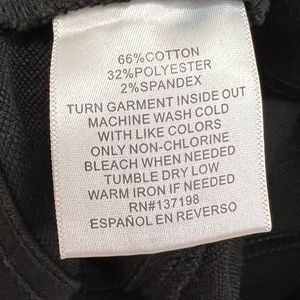 66%COTTON
32%POLYESTER
2%SPANDEX
TURN GARMENT INSIDE OUT
MACHINE WASH COLD
WITH LIKE COLORS
ONLY NON-CHLORINE
BLEACH WHEN NEEDED
TUMBLE DRY LOW
WARM IRON IF NEEDED
RN#137198
ESPAÑOL EN REVERSO